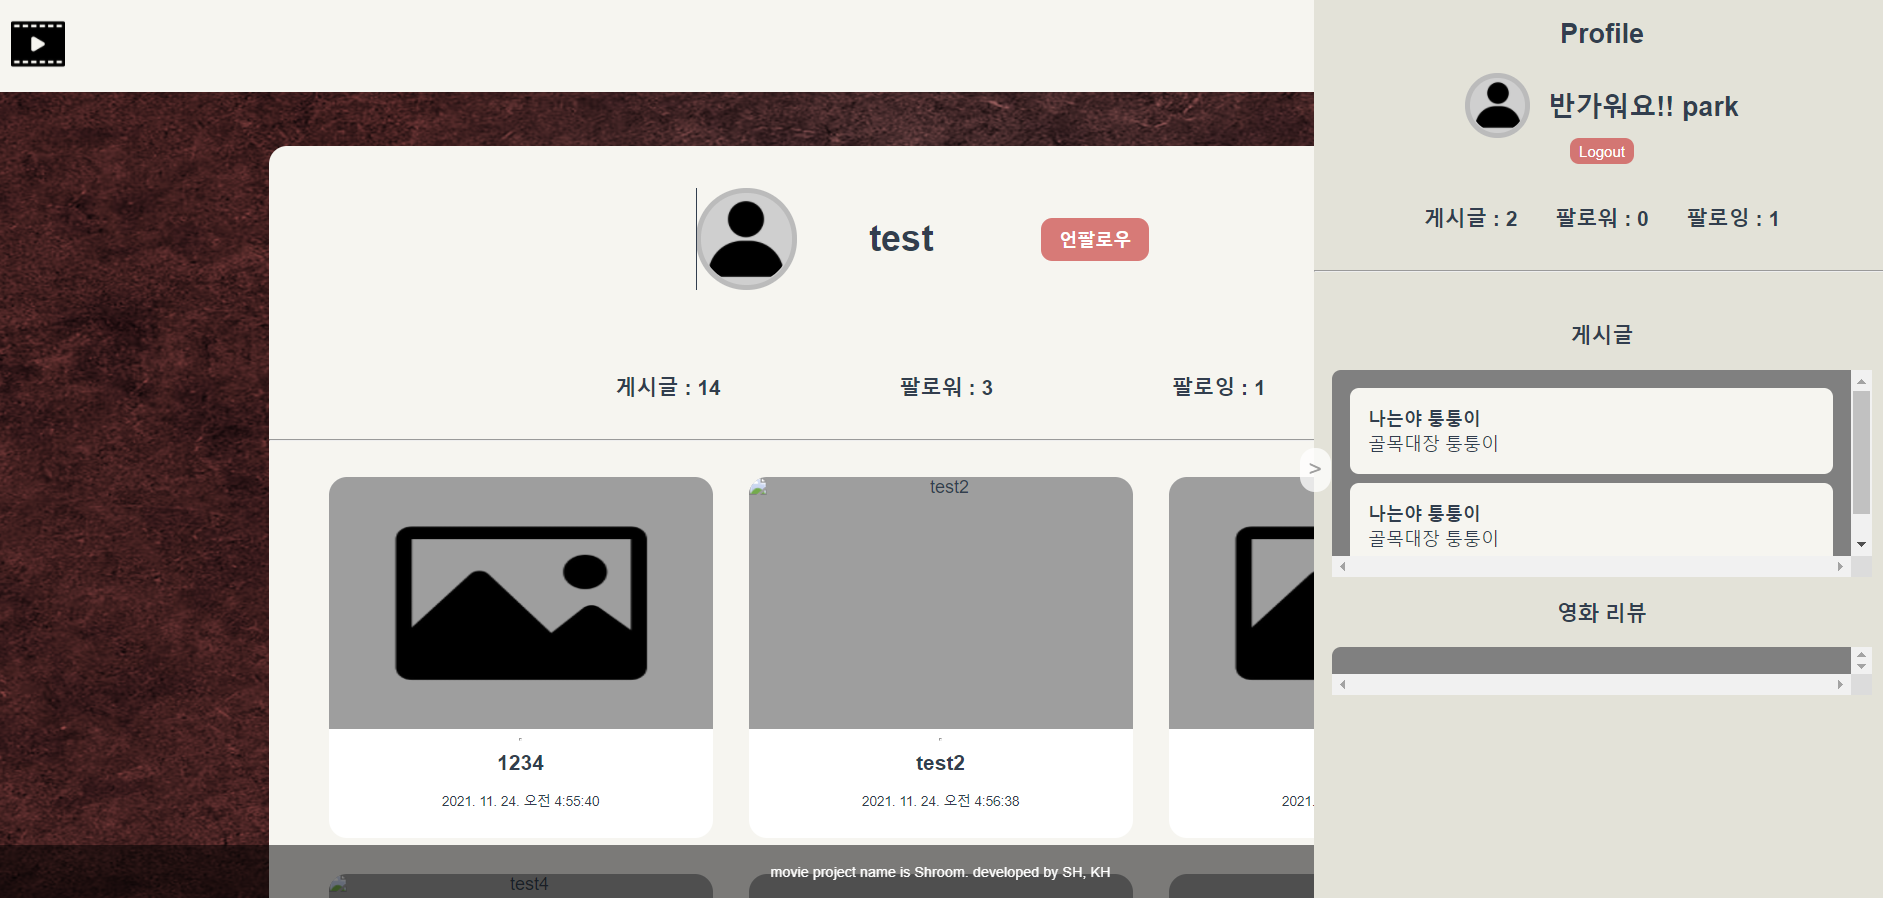 test
언팔로우
게시글 : 14
팔로워 : 3
팔로잉 : 1
test2
1234
2021. 11. 24. 오전 4:55:40
test2
2021. 11. 24. 오전 4:56:38
2021.
test4
movie project name is Shroom. developed by SH, KH
>
Profile
반가워요!! park
Logout
게시글 : 2
팔로워 : 0
팔로잉 : 1
게시글
나는야 퉁퉁이
골목대장 퉁퉁이
나는야 퉁퉁이
골목대장 퉁퉁이
영화 리뷰